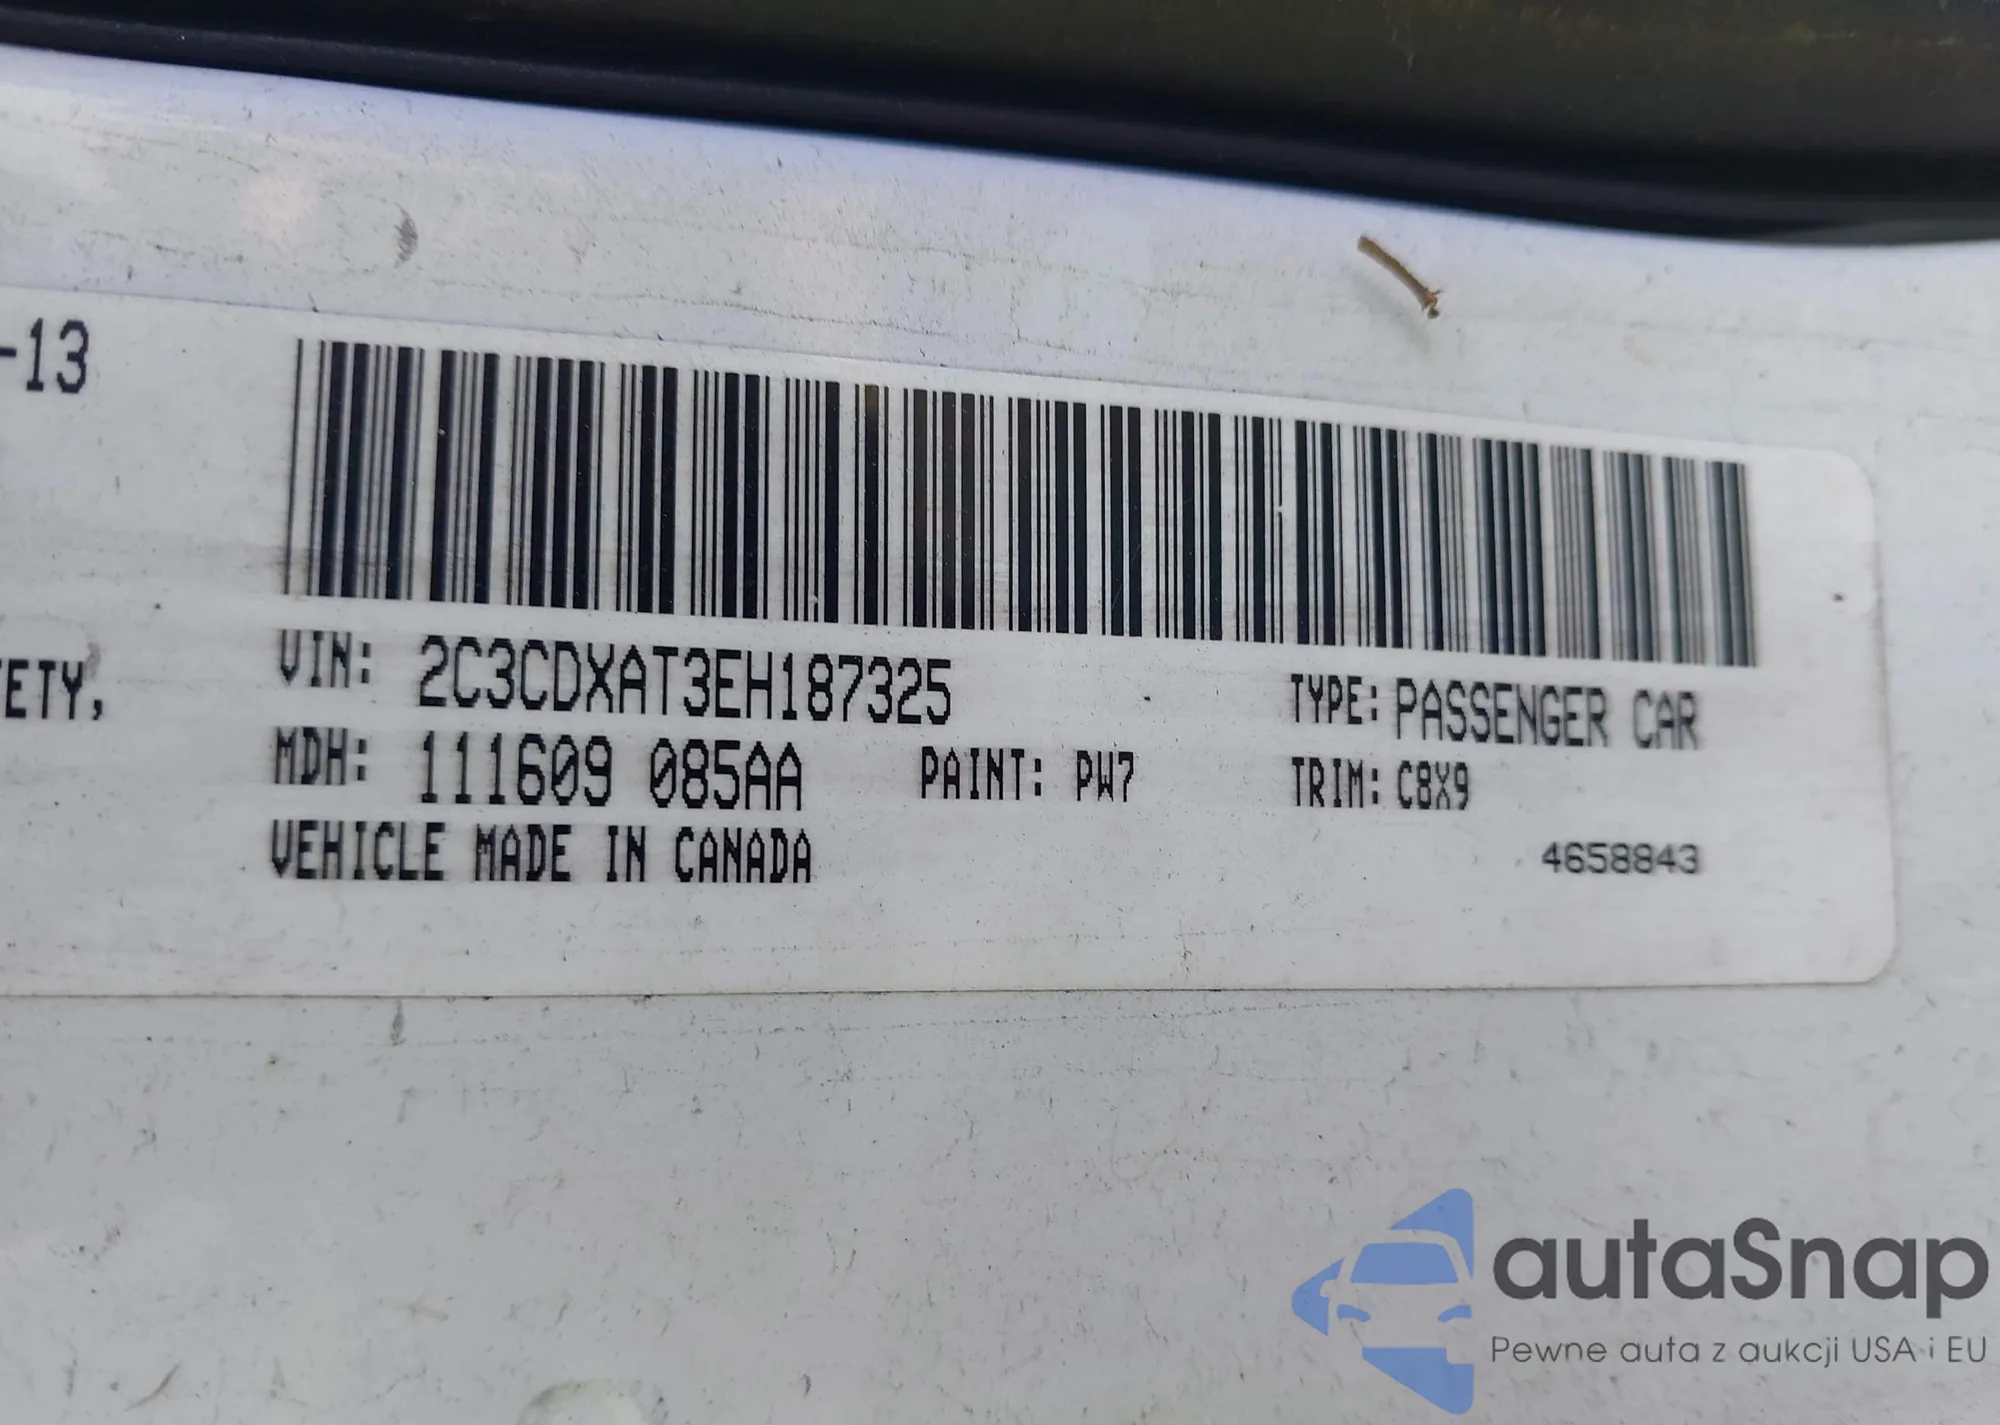 -13
VIN: 2C3CDXAT3EH187325
TYPE: PASSENGER CAR
ETY,
MDH: 111609 085AA
PAINT: PW7
TRIM: C8X9
VEHICLE MADE IN CANADA
4658843
autaSnap
Pewne auta z aukcji USA i EU